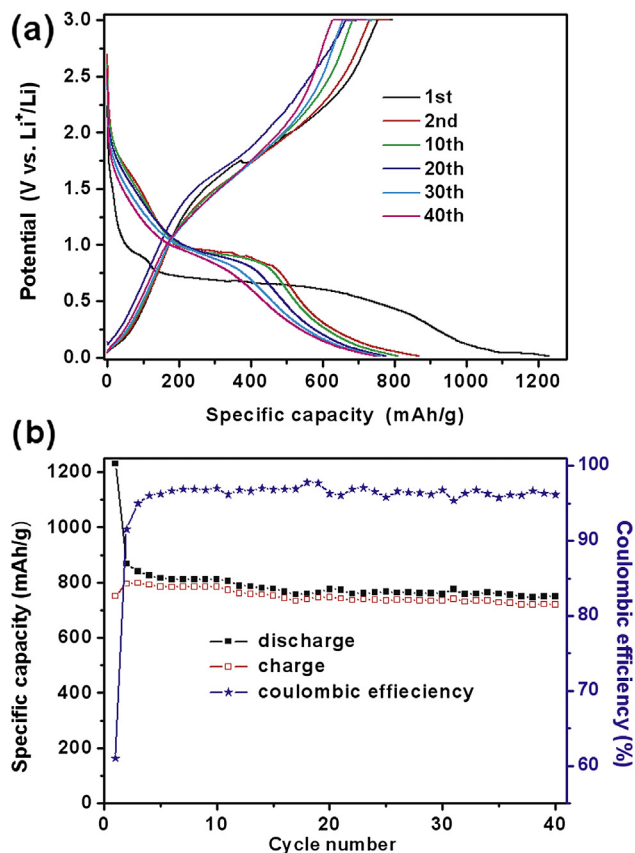 (a)
3.0
2.5
2.0
1.5
1.0
0.5
0.0
Potential (V vs. Li+/Li)
1st
2nd
10th
20th
30th
40th
0 200 400 600 800 1000 1200
Specific capacity (mAh/g)
(b)
1200
1000
800
600
400
200
0
Specific capacity (mAh/g)
discharge
charge
coulombic effieciency
100
90
80
70
60
Coulombic efficiency (%)
0 10 20 30 40
Cycle number